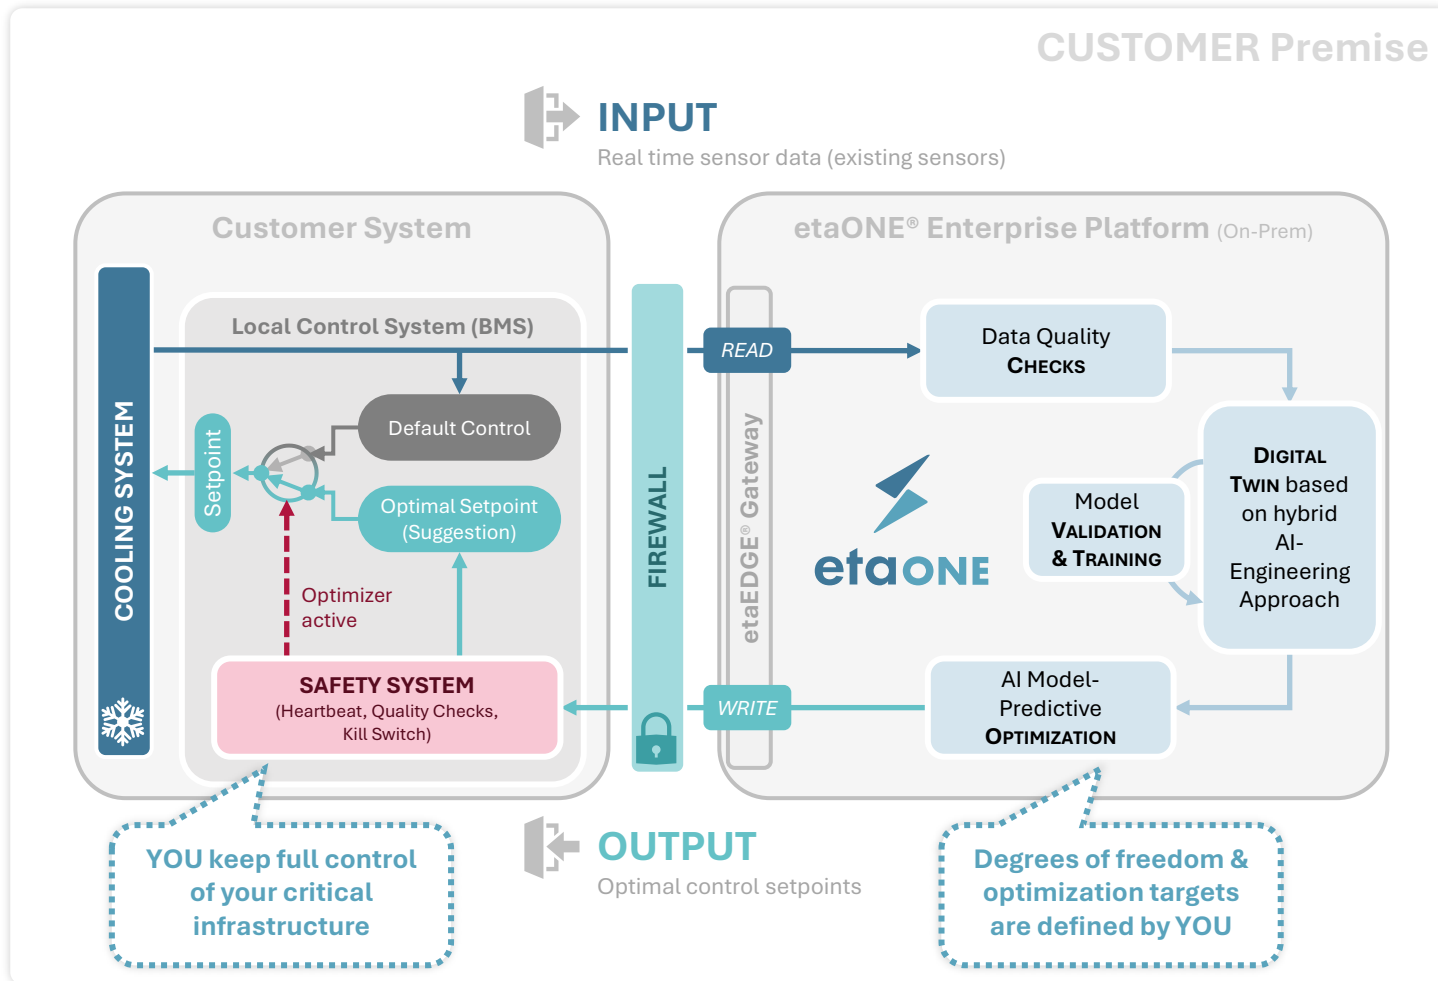 CUSTOMER Premise
INPUT
Real time sensor data (existing sensors)
Customer System
etaONE® Enterprise Platform (On-Prem)
COOLING SYSTEM
Local Control System (BMS)
Default Control
Setpoint
Optimal Setpoint
(Suggestion)
Optimizer
active
SAFETY SYSTEM
(Heartbeat, Quality Checks,
Kill Switch)
FIREWALL
READ
etaEDGE® Gateway
WRITE
Data Quality
CHECKS
etaONE
Model
VALIDATION
& TRAINING
DIGITAL
TWIN based
on hybrid
AI-
Engineering
Approach
AI Model-
Predictive
OPTIMIZATION
YOU keep full control
of your critical
infrastructure
OUTPUT
Optimal control setpoints
Degrees of freedom &
optimization targets
are defined by YOU